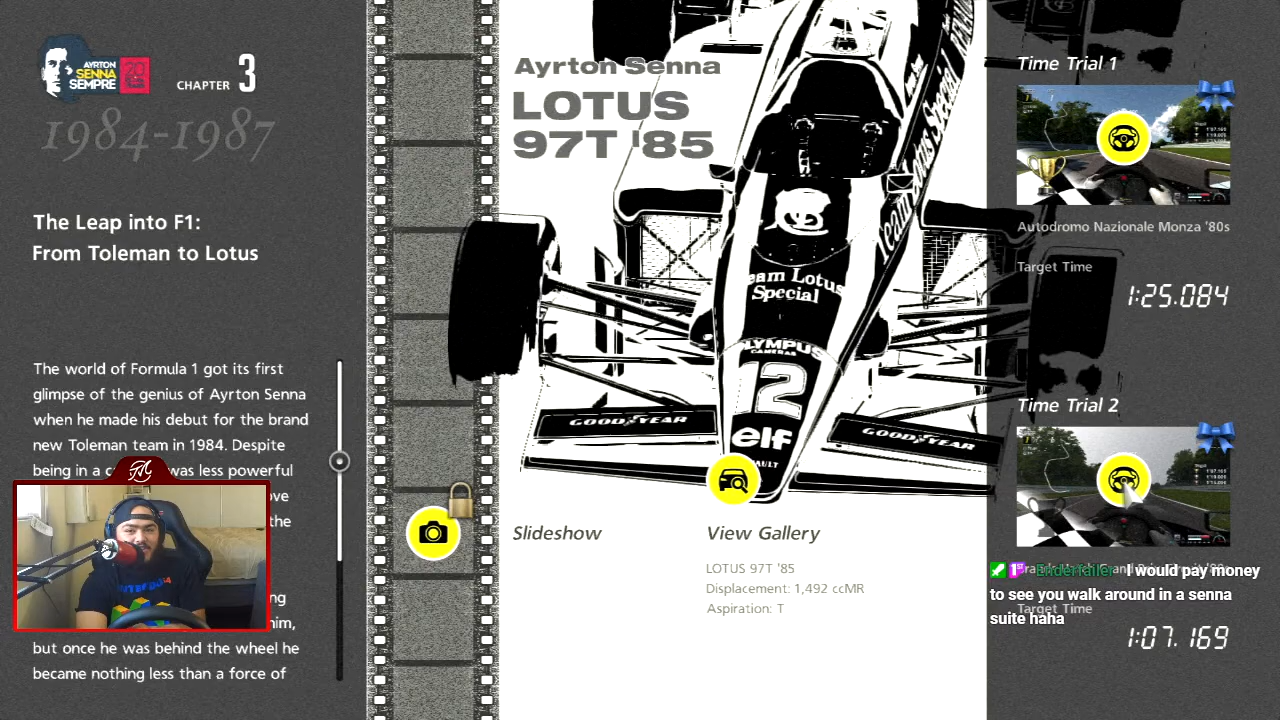 AYRTON
SENNA
SEMPRE
20
CHAPTER 3
1984-1987
The Leap into F1:
From Toleman to Lotus
The world of Formula 1 got its first
glimpse of the genius of Ayrton Senna
when he made his debut for the brand
new Toleman team in 1984. Despite
being in a c
was less powerful
the
but once he was behind the wheel he
became nothing less than a force of
Ayrton Senna
LOTUS
97T '85
Team Lotus
Special
OLYMPUS
CAMERAS
12
GOODYEAR
GOODYEAR
elf
Slideshow
View Gallery
LOTUS 97T '85
Displacement: 1,492 ccMR
Aspiration: T
Time Trial 1
Autodromo Nazionale Monza '80s
Target Time
1:25.084
Time Trial 2
Enderfailer I would pay money
to see you walk around in a senna
suite haha
Target Time
1:07.169